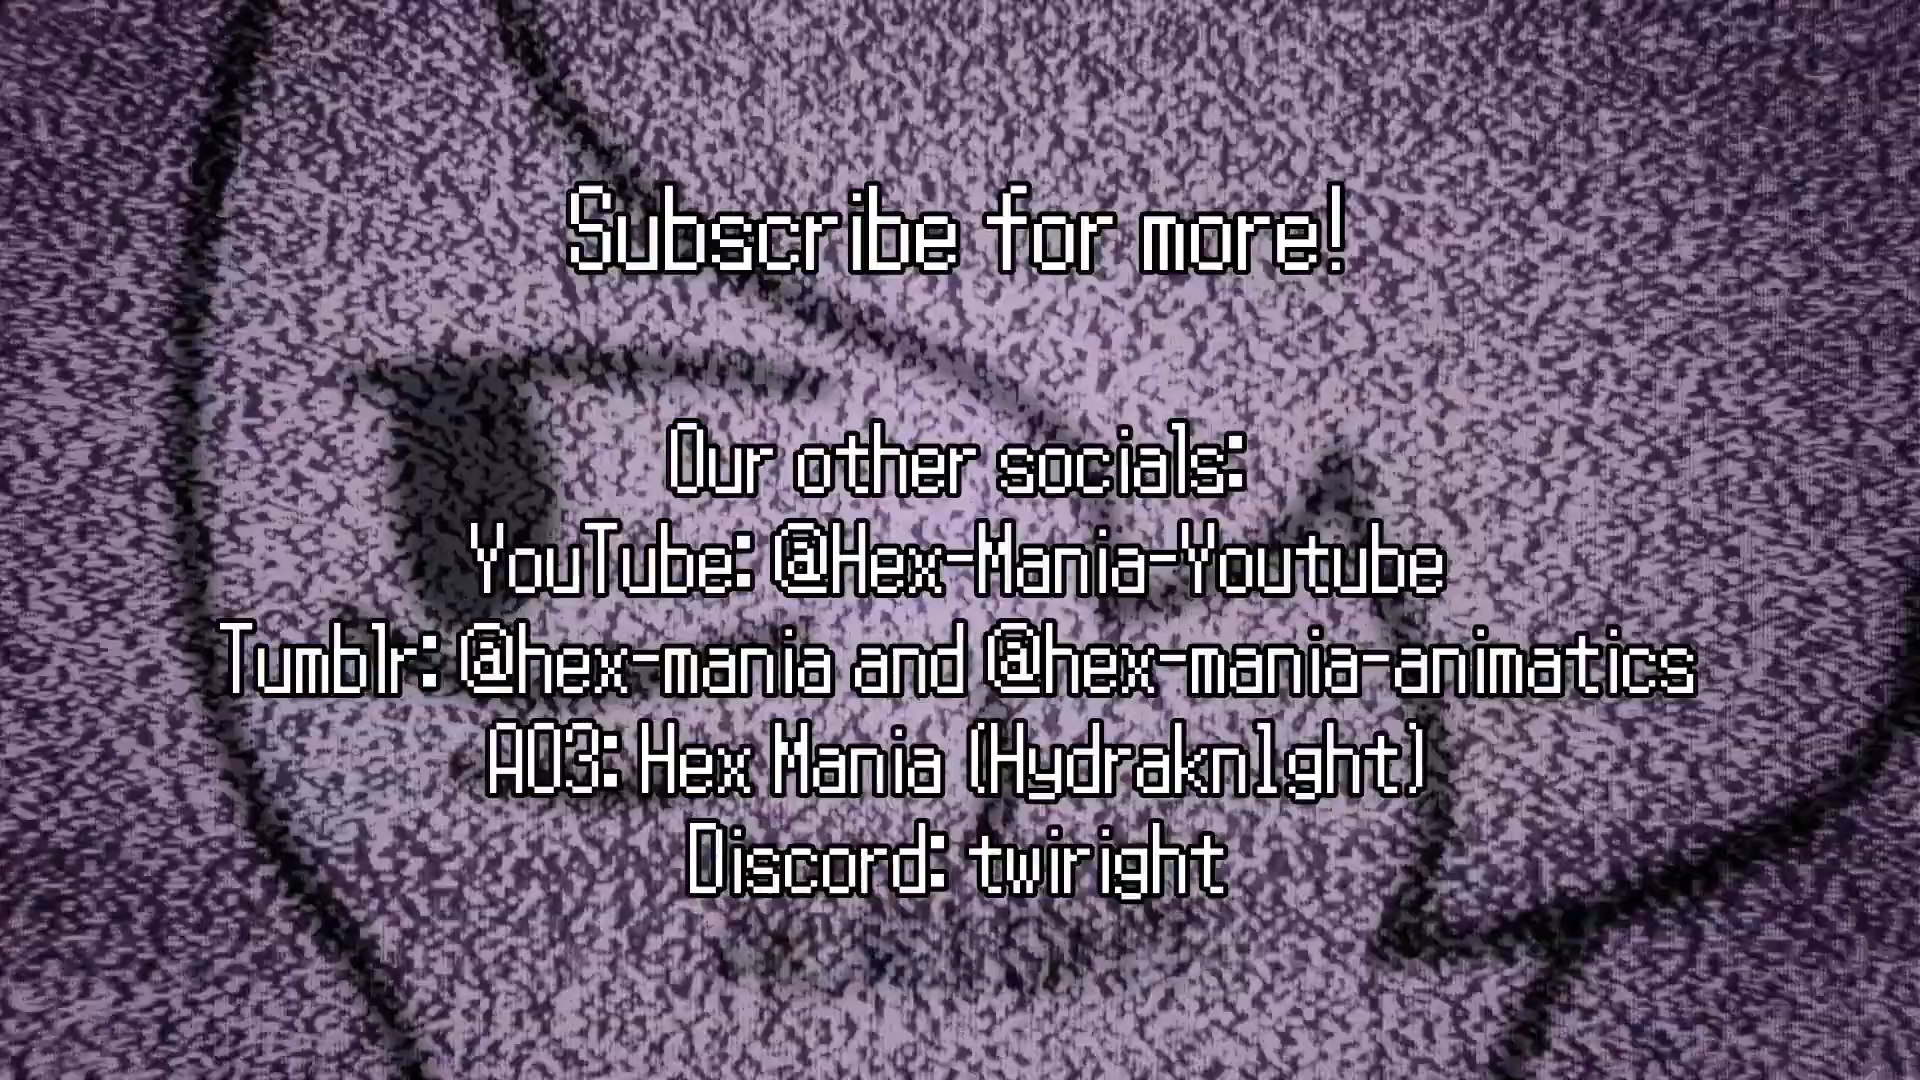 Subscribe for more!
Our other socials:
YouTube: @Hex-Mania-Youtube
Tumblr: @hex-mania and @hex-mania-animatics
AO3: Hex Mania (Hydrakn1ght)
Discord: twiright